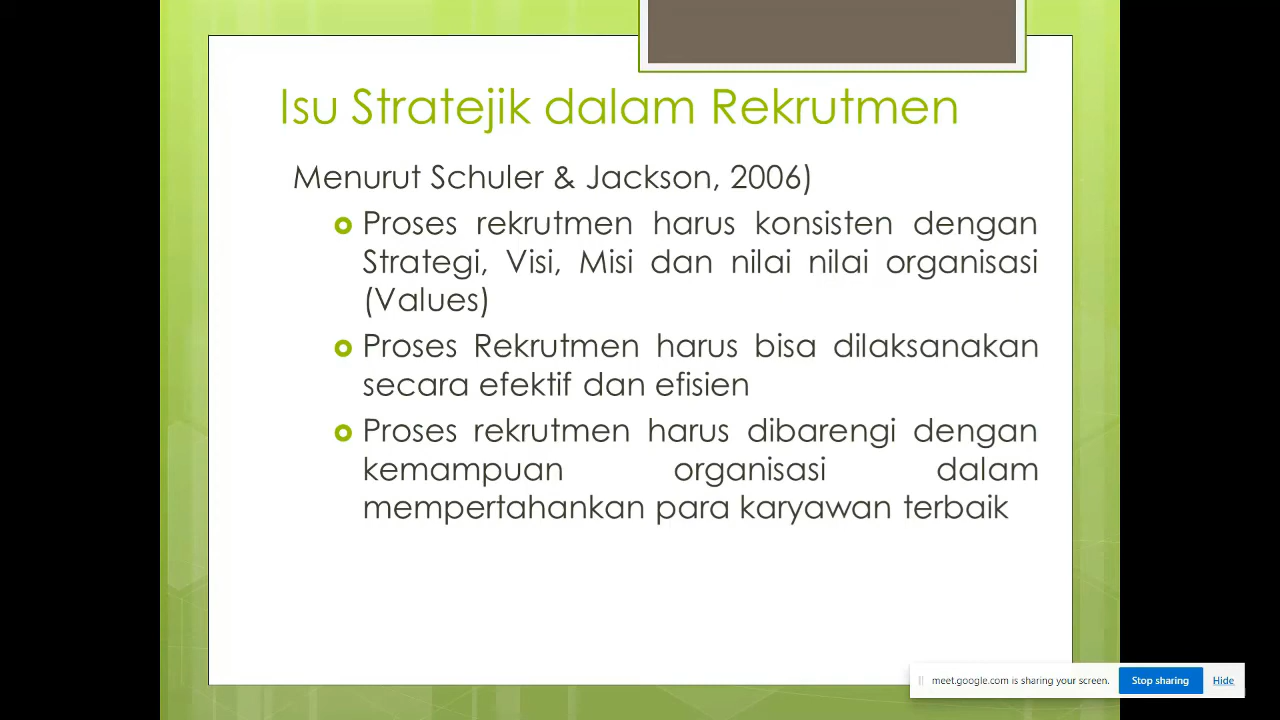 Isu Stratejik dalam Rekrutmen
Menurut Schuler & Jackson, 2006)
Proses rekrutmen harus konsisten dengan
Strategi, Visi, Misi dan nilai nilai organisasi
(Values)
Proses Rekrutmen harus bisa dilaksanakan
secara efektif dan efisien
Proses rekrutmen harus dibarengi dengan
kemampuan organisasi dalam
mempertahankan para karyawan terbaik
meet.google.com is sharing your screen. Stop sharing Hide